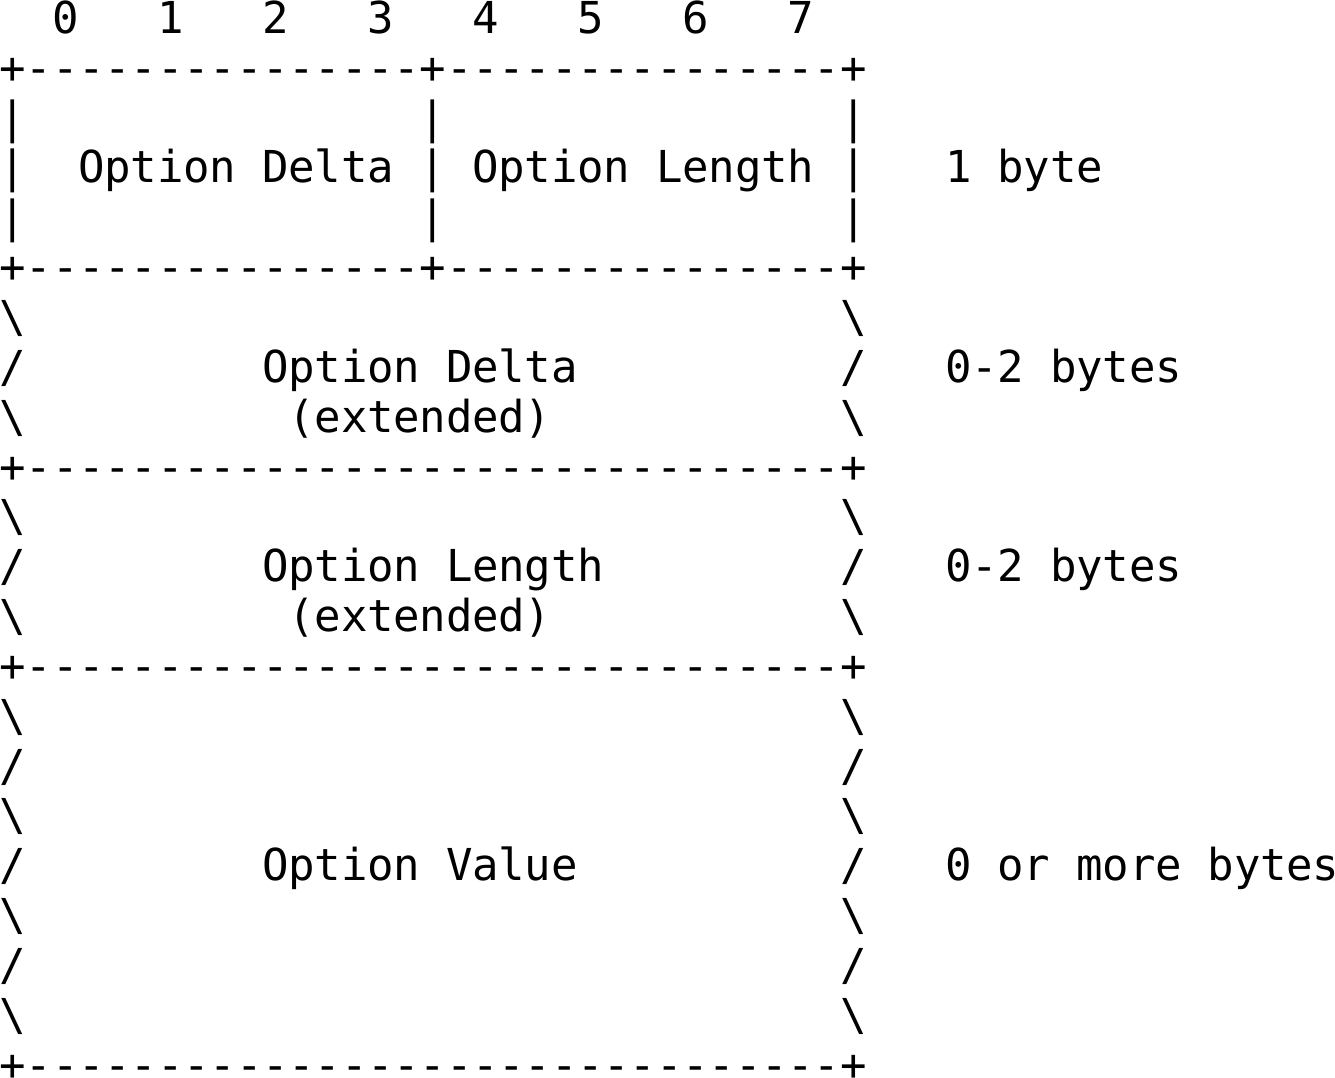 0   1   2   3   4   5   6   7
  +---------------+---------------+
  |               |               |
  |  Option Delta | Option Length |   1 byte
  |               |               |
  +---------------+---------------+
  \                               \
  /         Option Delta          /   0-2 bytes
  \          (extended)           \
  +-------------------------------+
  \                               \
  /         Option Length         /   0-2 bytes
  \          (extended)           \
  +-------------------------------+
  \                               \
  /                               /
  \                               \
  /         Option Value          /   0 or more bytes
  \                               \
  /                               /
  \                               \
  +-------------------------------+